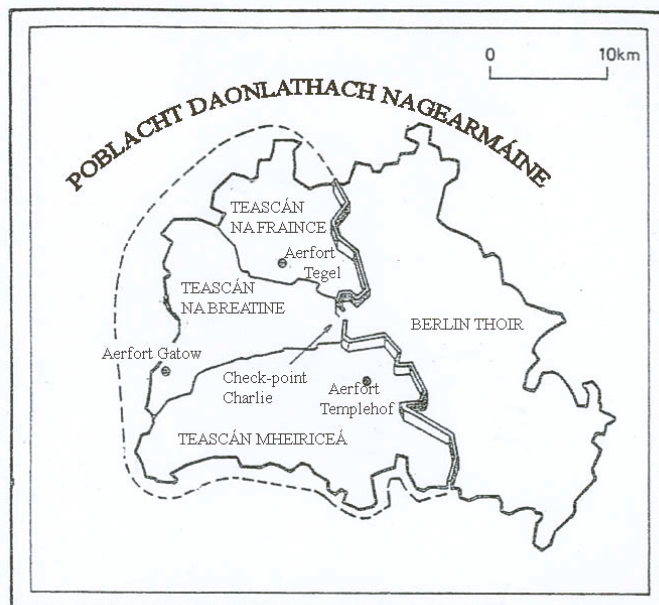 0 10km
POBLACHT DAONLATHACH NAGEARMÁINE
TEASCÁN
NA FRAINCE
Aerfort
Tegel
TEASCÁN
NA BREATINE
BERLIN THOIR
Aerfort Gatow
Check-point
Charlie
Aerfort
Templehof
TEASCÁN MHEIRICEÁ